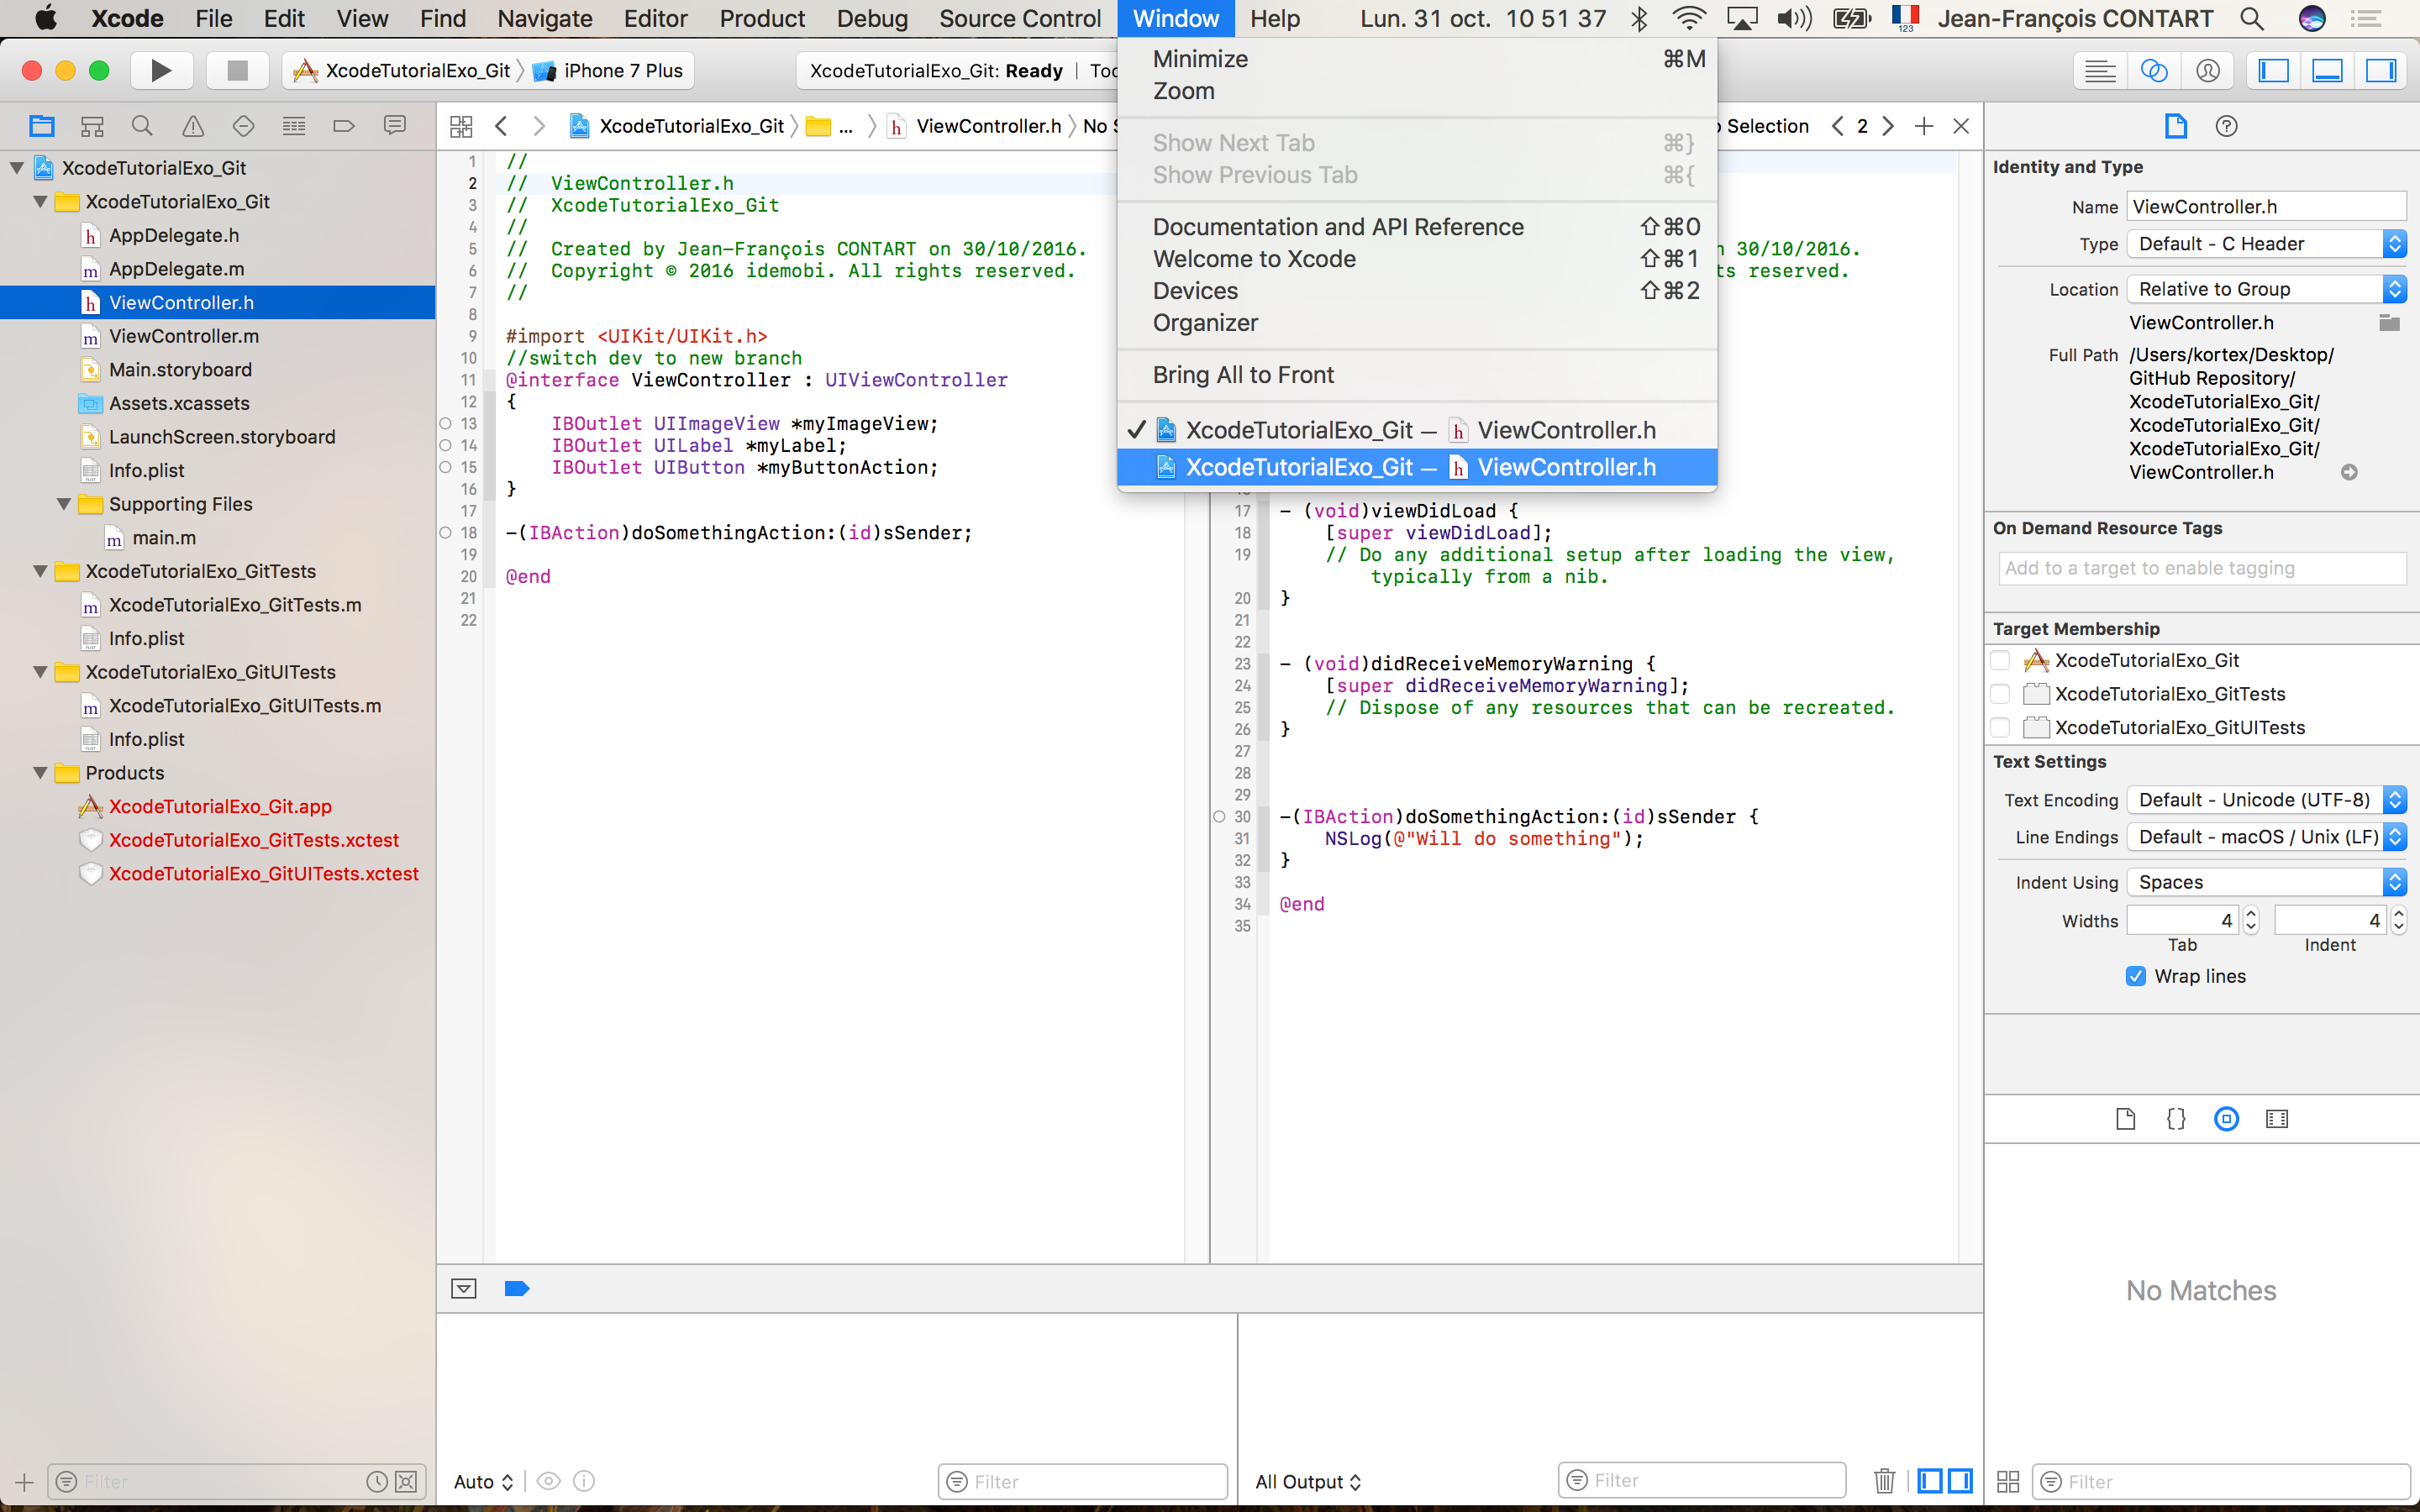 Xcode File Edit View Find Navigate Editor Product Debug Source Control Window Help Lun. 31 oct. 10 51 37 123 Jean-François CONTART
XcodeTutorialExo_Git iPhone 7 Plus XcodeTutorialExo_Git: Ready | Toc
XcodeTutorialExo_Git ... h ViewController.h No S
Selection 2
Minimize ⌘M
Zoom
Show Next Tab ⌘}
Show Previous Tab ⌘{
Documentation and API Reference ⇧⌘0
Welcome to Xcode ⇧⌘1
Devices ⇧⌘2
Organizer
Bring All to Front
✓ XcodeTutorialExo_Git — h ViewController.h
XcodeTutorialExo_Git — h ViewController.h
XcodeTutorialExo_Git
XcodeTutorialExo_Git
h AppDelegate.h
m AppDelegate.m
h ViewController.h
m ViewController.m
Main.storyboard
Assets.xcassets
LaunchScreen.storyboard
Info.plist
Supporting Files
m main.m
XcodeTutorialExo_GitTests
m XcodeTutorialExo_GitTests.m
Info.plist
XcodeTutorialExo_GitUITests
m XcodeTutorialExo_GitUITests.m
Info.plist
Products
XcodeTutorialExo_Git.app
XcodeTutorialExo_GitTests.xctest
XcodeTutorialExo_GitUITests.xctest
Filter
1 //
2 //  ViewController.h
3 //  XcodeTutorialExo_Git
4 //
5 //  Created by Jean-François CONTART on 30/10/2016.
6 //  Copyright © 2016 idemobi. All rights reserved.
7 //
8
9 #import <UIKit/UIKit.h>
10 //switch dev to new branch
11 @interface ViewController : UIViewController
12 {
13     IBOutlet UIImageView *myImageView;
14     IBOutlet UILabel *myLabel;
15     IBOutlet UIButton *myButtonAction;
16 }
17
18 -(IBAction)doSomethingAction:(id)sSender;
19
20 @end
21
22
30/10/2016.
ts reserved.
17 - (void)viewDidLoad {
18     [super viewDidLoad];
19     // Do any additional setup after loading the view,
typically from a nib.
20 }
21
22
23 - (void)didReceiveMemoryWarning {
24     [super didReceiveMemoryWarning];
25     // Dispose of any resources that can be recreated.
26 }
27
28
29
30 -(IBAction)doSomethingAction:(id)sSender {
31     NSLog(@"Will do something");
32 }
33
34 @end
35
Auto Filter
All Output Filter
Identity and Type
Name ViewController.h
Type Default - C Header
Location Relative to Group
ViewController.h
Full Path /Users/kortex/Desktop/
GitHub Repository/
XcodeTutorialExo_Git/
XcodeTutorialExo_Git/
XcodeTutorialExo_Git/
ViewController.h
On Demand Resource Tags
Add to a target to enable tagging
Target Membership
XcodeTutorialExo_Git
XcodeTutorialExo_GitTests
XcodeTutorialExo_GitUITests
Text Settings
Text Encoding Default - Unicode (UTF-8)
Line Endings Default - macOS / Unix (LF)
Indent Using Spaces
Widths 4 4
Tab Indent
Wrap lines
{}
No Matches
Filter